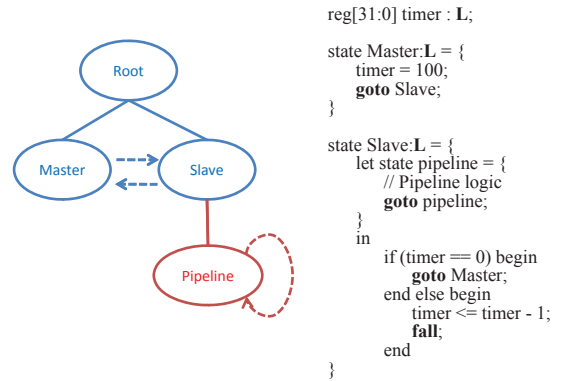 Root
Master
Slave
Pipeline
reg[31:0] timer : L;
state Master:L = {
timer = 100;
goto Slave;
}
state Slave:L = {
let state pipeline = {
// Pipeline logic
goto pipeline;
}
in
if (timer == 0) begin
goto Master;
end else begin
timer <= timer - 1;
fall;
end
}